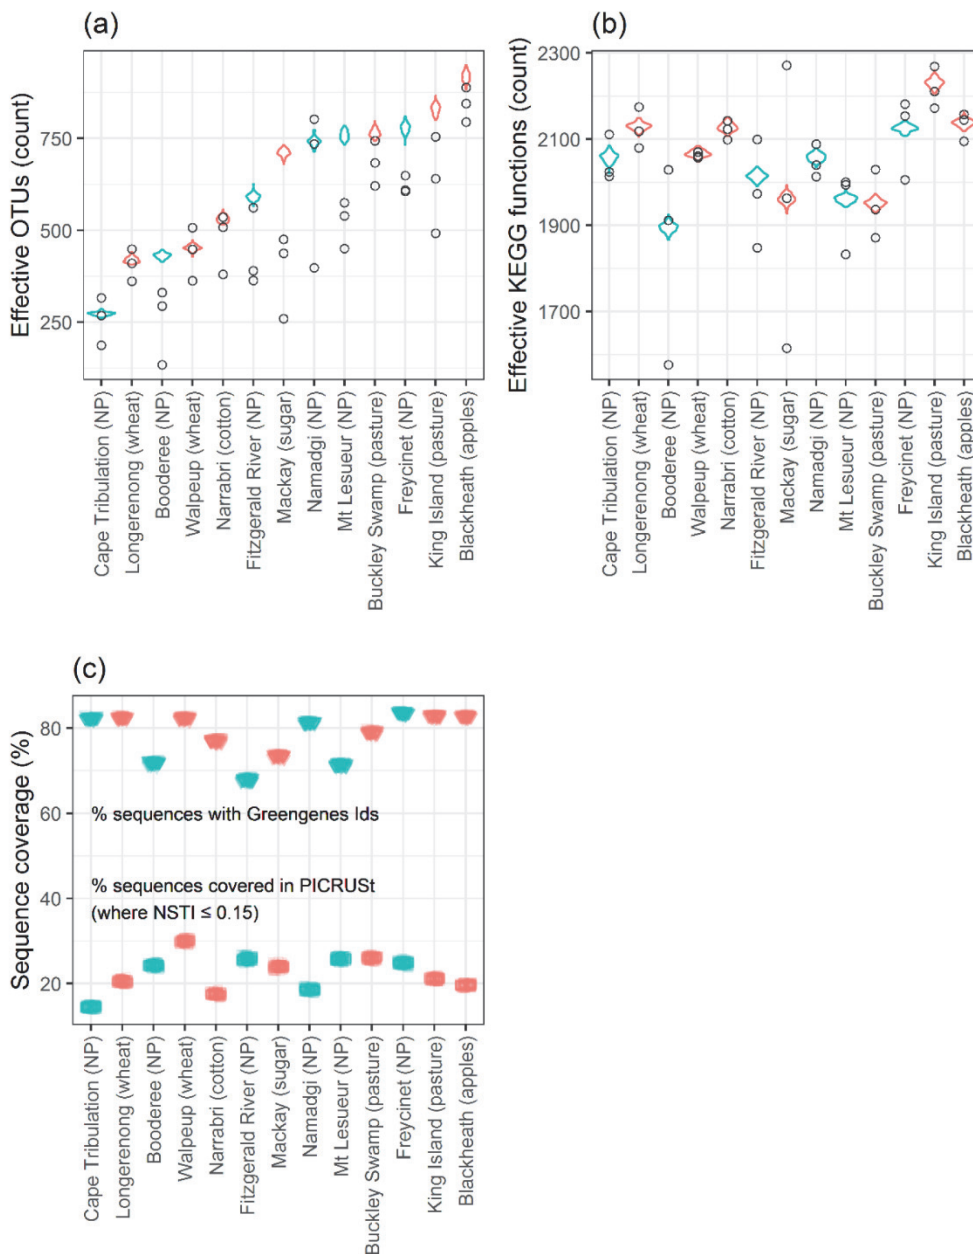 (a)
Effective OTUs (count)
750
500
250
Cape Tribulation (NP)
Longerenong (wheat)
Booderee (NP)
Walpeup (wheat)
Narrabri (cotton)
Fitzgerald River (NP)
Mackay (sugar)
Namadgi (NP)
Mt Lesueur (NP)
Buckley Swamp (pasture)
Freycinet (NP)
King Island (pasture)
Blackheath (apples)
(b)
Effective KEGG functions (count)
2300
2100
1900
1700
Cape Tribulation (NP)
Longerenong (wheat)
Booderee (NP)
Walpeup (wheat)
Narrabri (cotton)
Fitzgerald River (NP)
Mackay (sugar)
Namadgi (NP)
Mt Lesueur (NP)
Buckley Swamp (pasture)
Freycinet (NP)
King Island (pasture)
Blackheath (apples)
(c)
Sequence coverage (%)
80
60
40
20
% sequences with Greengenes Ids
% sequences covered in PICRUSt
(where NSTI ≤ 0.15)
Cape Tribulation (NP)
Longerenong (wheat)
Booderee (NP)
Walpeup (wheat)
Narrabri (cotton)
Fitzgerald River (NP)
Mackay (sugar)
Namadgi (NP)
Mt Lesueur (NP)
Buckley Swamp (pasture)
Freycinet (NP)
King Island (pasture)
Blackheath (apples)